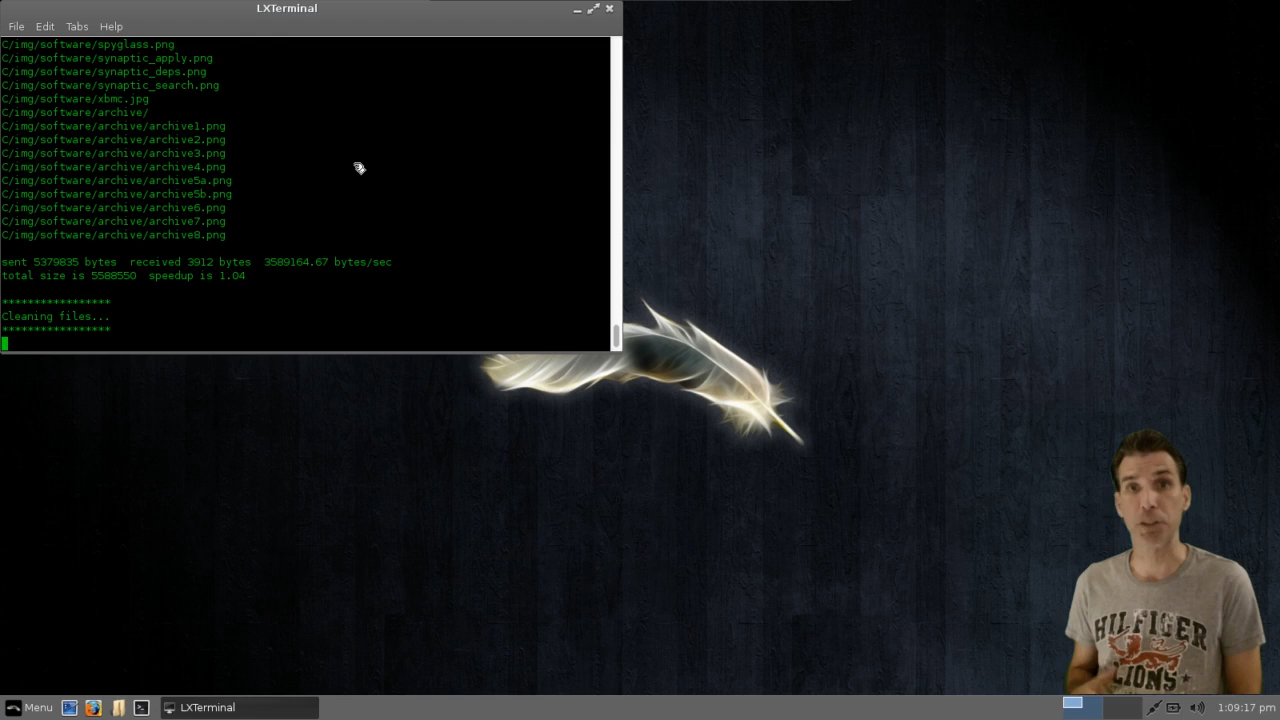 LXTerminal
File Edit Tabs Help
C/img/software/spyglass.png
C/img/software/synaptic_apply.png
C/img/software/synaptic_deps.png
C/img/software/synaptic_search.png
C/img/software/xbmc.jpg
C/img/software/archive/
C/img/software/archive/archive1.png
C/img/software/archive/archive2.png
C/img/software/archive/archive3.png
C/img/software/archive/archive4.png
C/img/software/archive/archive5a.png
C/img/software/archive/archive5b.png
C/img/software/archive/archive6.png
C/img/software/archive/archive7.png
C/img/software/archive/archive8.png
sent 5379835 bytes  received 3912 bytes  3589164.67 bytes/sec
total size is 5588550  speedup is 1.04
*****************
Cleaning files...
*****************
HILFIGER
LIONS
Menu LXTerminal 1:09:17 pm